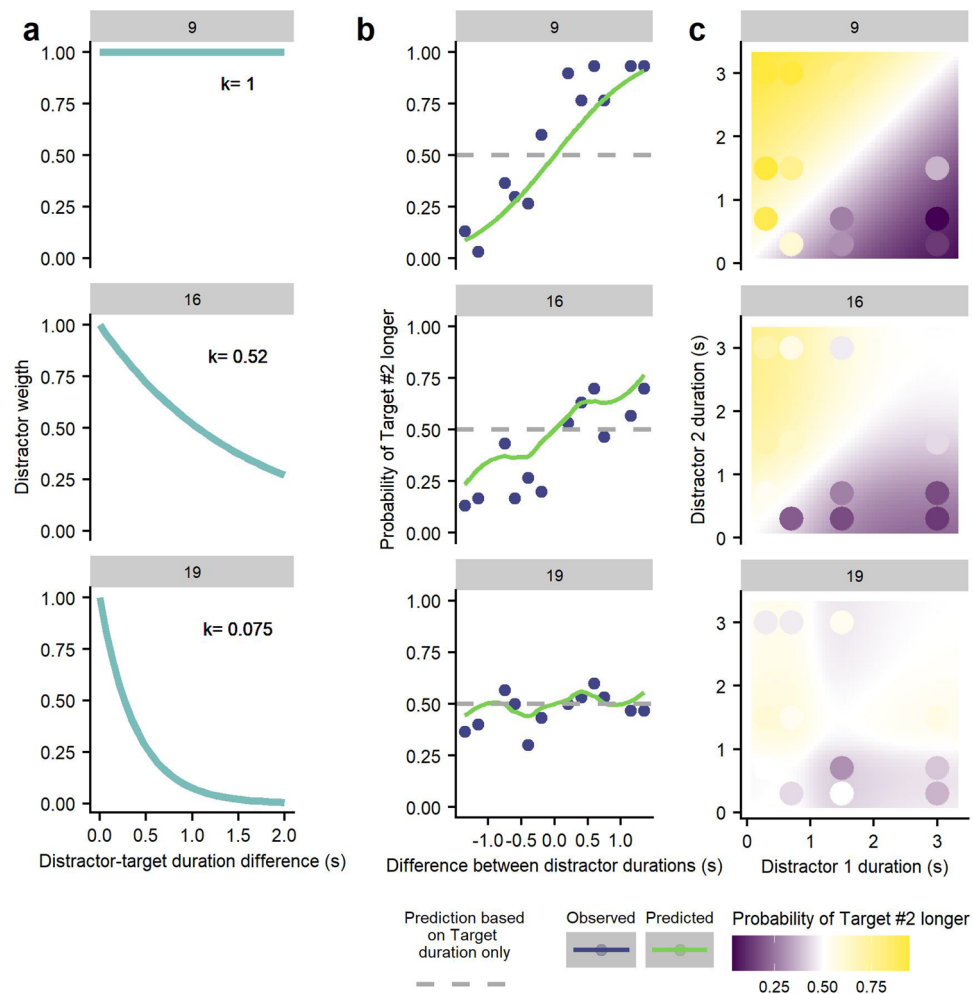 a
9
1.00
0.75
0.50
0.25
0.00
k= 1
16
1.00
0.75
0.50
0.25
0.00
k= 0.52
19
1.00
0.75
0.50
0.25
0.00
k= 0.075
0.0 0.5 1.0 1.5 2.0
Distractor weigth
Distractor-target duration difference (s)
b
9
1.00
0.75
0.50
0.25
0.00
16
1.00
0.75
0.50
0.25
0.00
19
1.00
0.75
0.50
0.25
0.00
-1.0 -0.5 0.0 0.5 1.0
Probability of Target #2 longer
Difference between distractor durations (s)
c
9
3
2
1
0
16
3
2
1
0
19
3
2
1
0
0 1 2 3
Distractor 2 duration (s)
Distractor 1 duration (s)
Prediction based
on Target
duration only
Observed Predicted
Probability of Target #2 longer
0.25 0.50 0.75